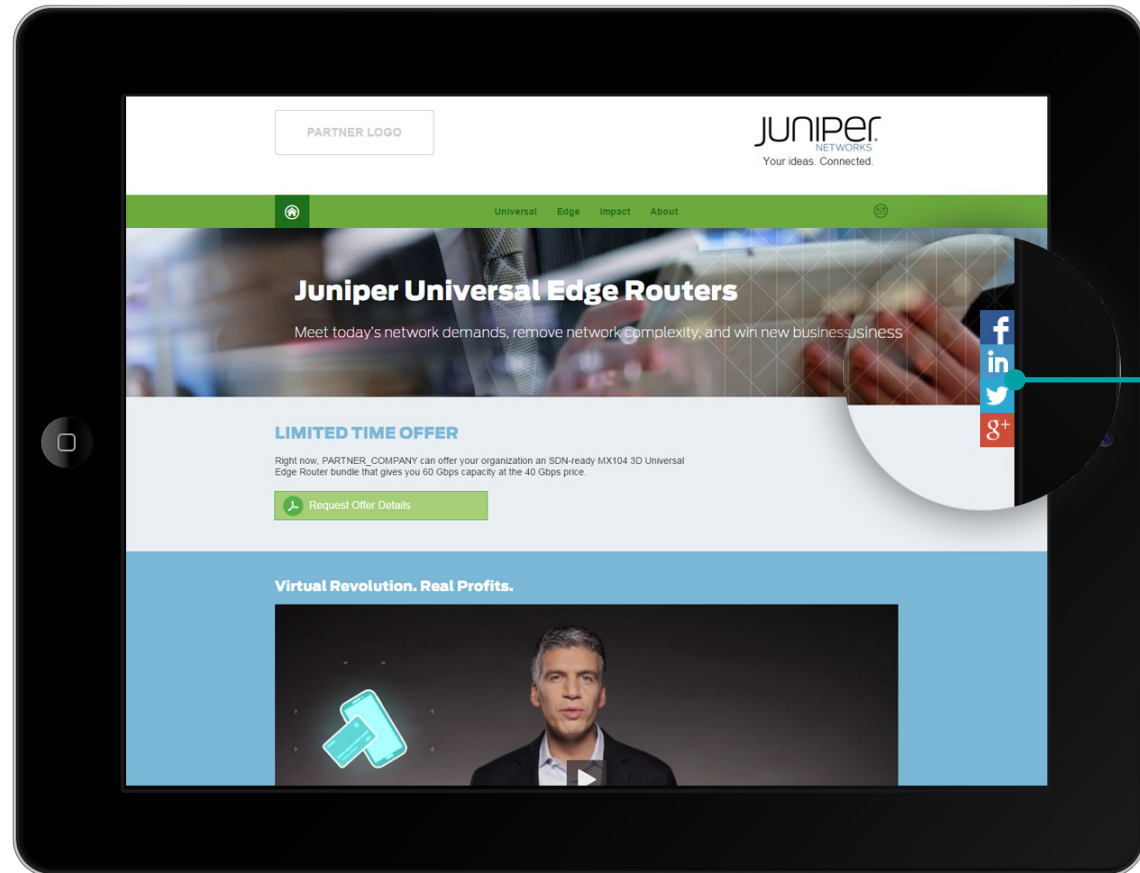 PARTNER LOGO
JUNIPER
NETWORKS
Your ideas. Connected.
Universal Edge Impact About
Juniper Universal Edge Routers
Meet today's network demands, remove network complexity, and win new business
usiness
f
in
g+
LIMITED TIME OFFER
Right now, PARTNER_COMPANY can offer your organization an SDN-ready MX104 3D Universal
Edge Router bundle that gives you 60 Gbps capacity at the 40 Gbps price.
Request Offer Details
Virtual Revolution. Real Profits.